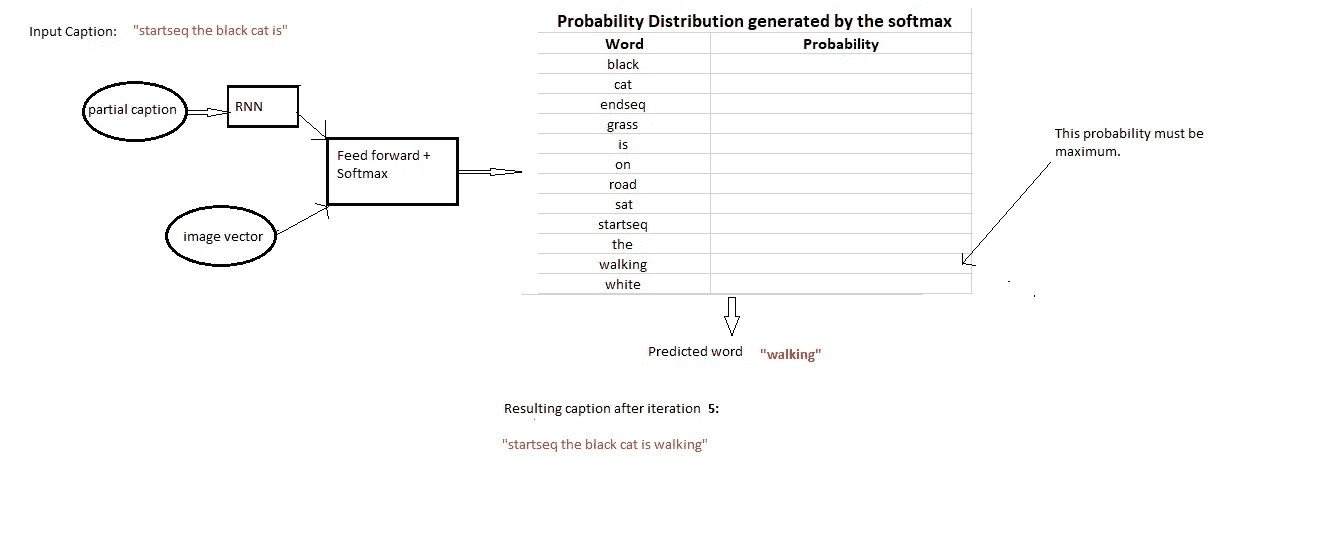 Input Caption: "startseq the black cat is"
partial caption
RNN
Feed forward +
Softmax
image vector
Probability Distribution generated by the softmax
Word Probability
black
cat
endseq
grass
is
on
road
sat
startseq
the
walking
white
This probability must be
maximum.
Predicted word "walking"
Resulting caption after iteration 5:
"startseq the black cat is walking"